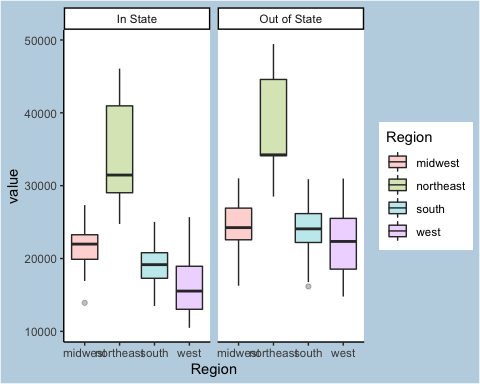 In State
Out of State
50000
40000
30000
20000
10000
value
midwest northeast south west
midwest northeast south west
Region
Region
midwest
northeast
south
west